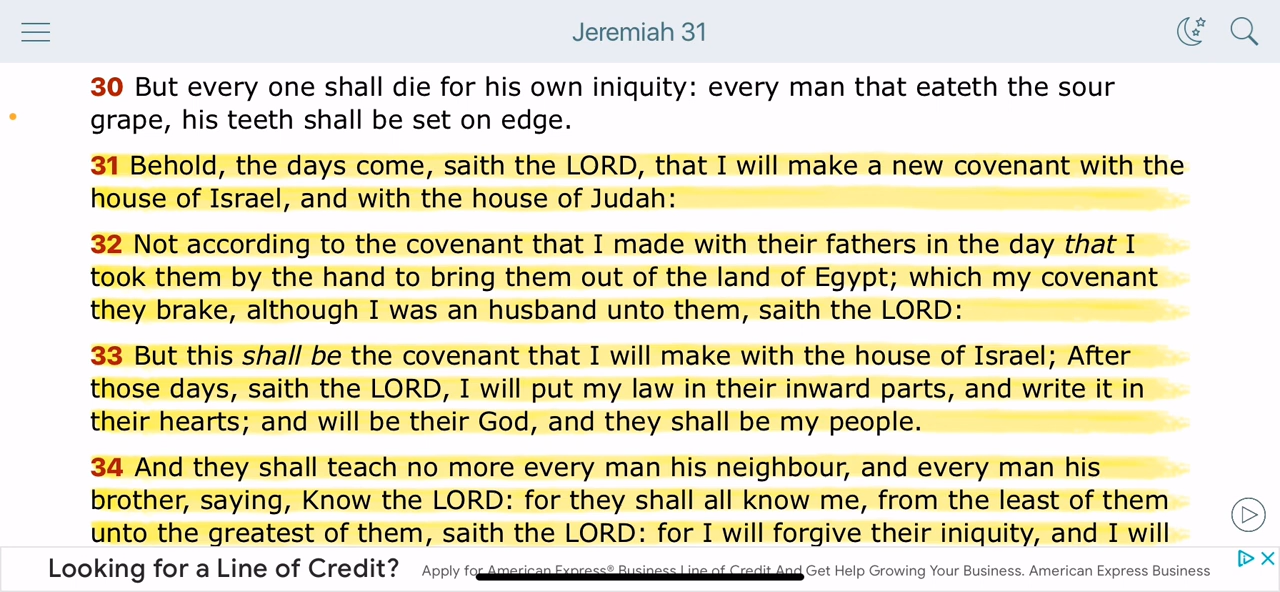 Jeremiah 31
30 But every one shall die for his own iniquity: every man that eateth the sour
grape, his teeth shall be set on edge.
31 Behold, the days come, saith the LORD, that I will make a new covenant with the
house of Israel, and with the house of Judah:
32 Not according to the covenant that I made with their fathers in the day that I
took them by the hand to bring them out of the land of Egypt; which my covenant
they brake, although I was an husband unto them, saith the LORD:
33 But this shall be the covenant that I will make with the house of Israel; After
those days, saith the LORD, I will put my law in their inward parts, and write it in
their hearts; and will be their God, and they shall be my people.
34 And they shall teach no more every man his neighbour, and every man his
brother, saying, Know the LORD: for they shall all know me, from the least of them
unto the greatest of them, saith the LORD: for I will forgive their iniquity, and I will
Looking for a Line of Credit? Apply for American Express® Business Line of Credit And Get Help Growing Your Business. American Express Business